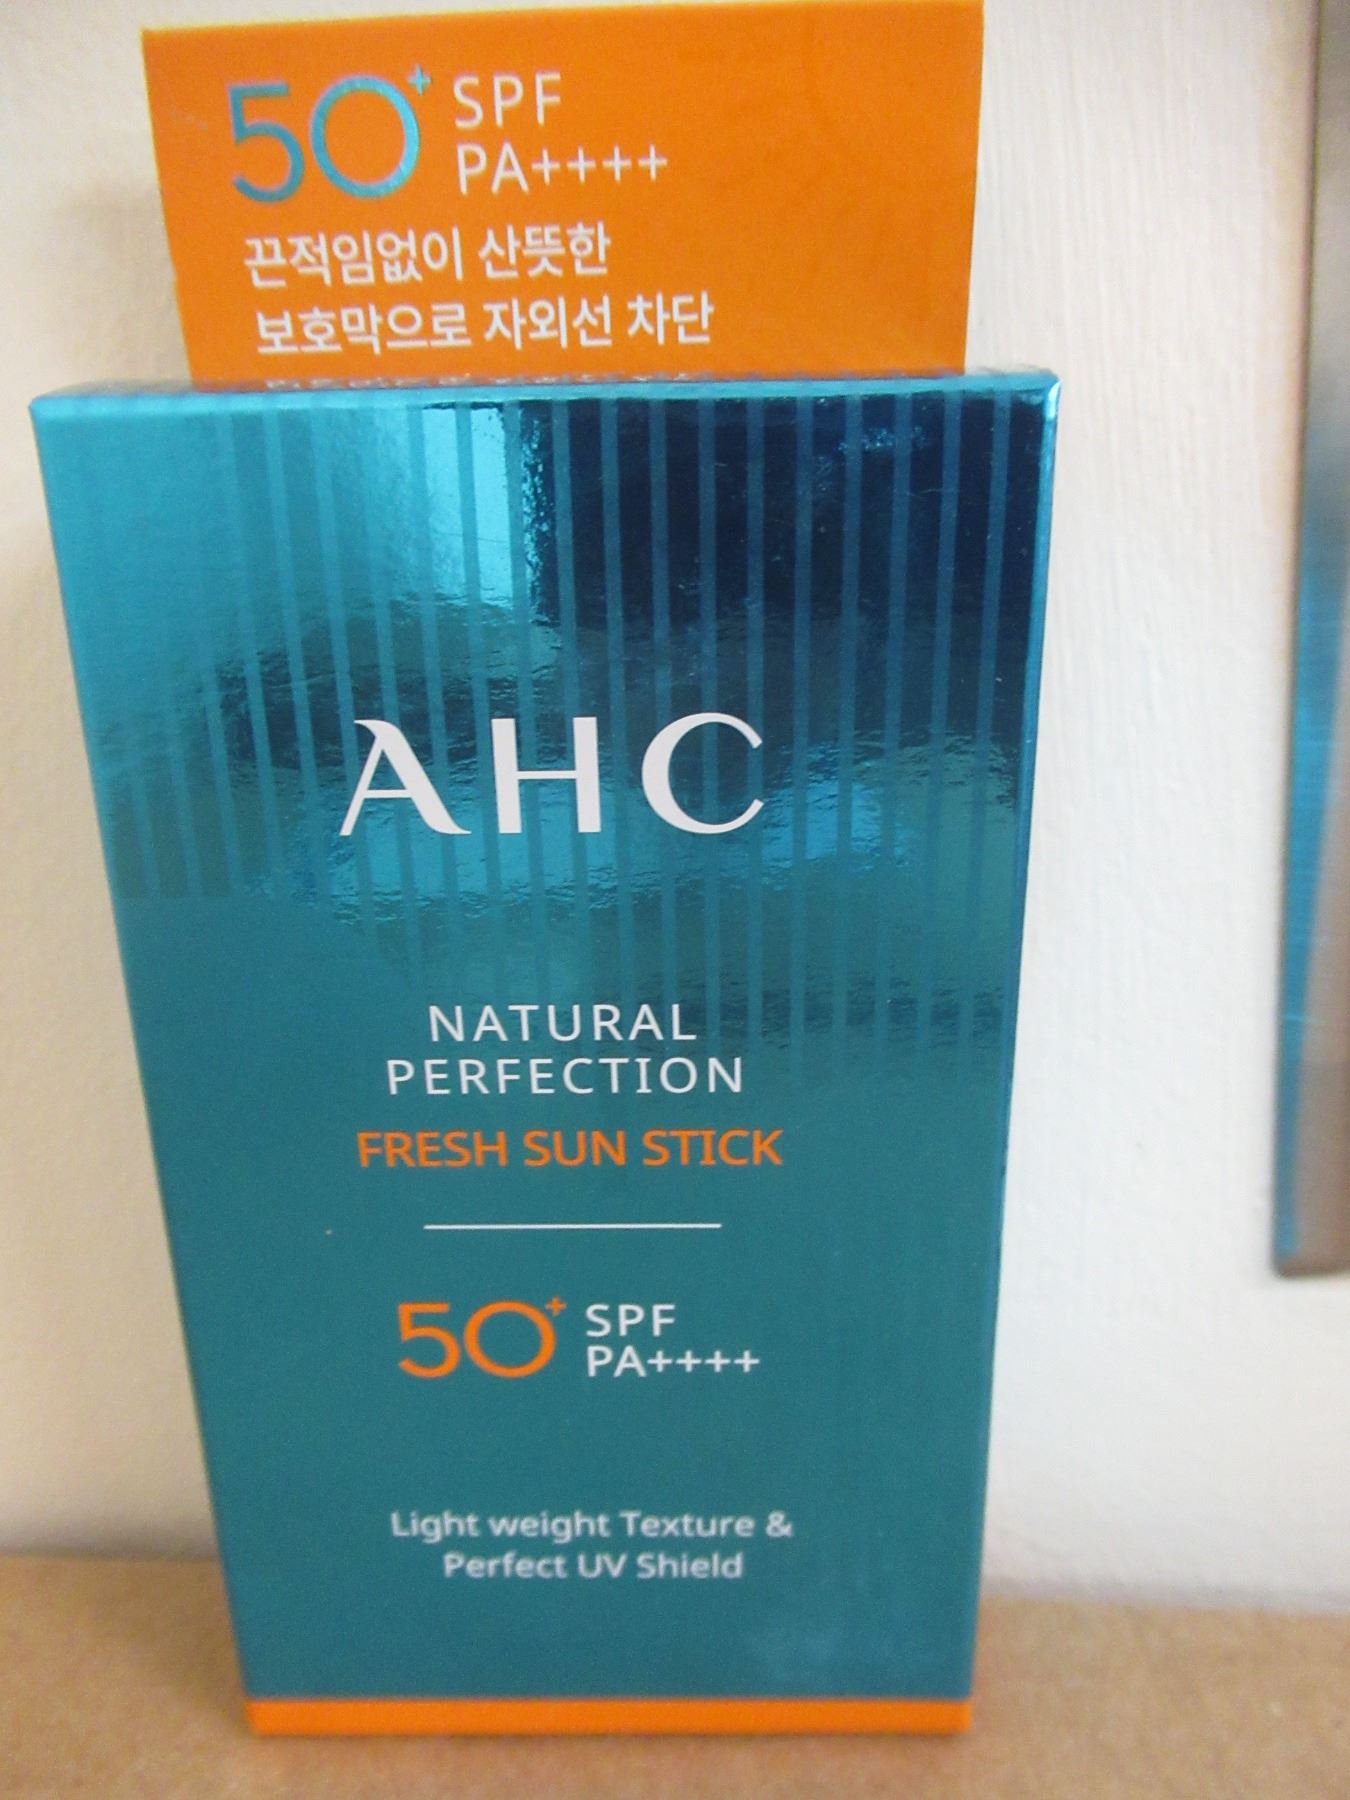 50+ SPF
PA++++
끈적임없이 산뜻한
보호막으로 자외선 차단
AHC
NATURAL
PERFECTION
FRESH SUN STICK
50+ SPF
PA++++
Light weight Texture &
Perfect UV Shield